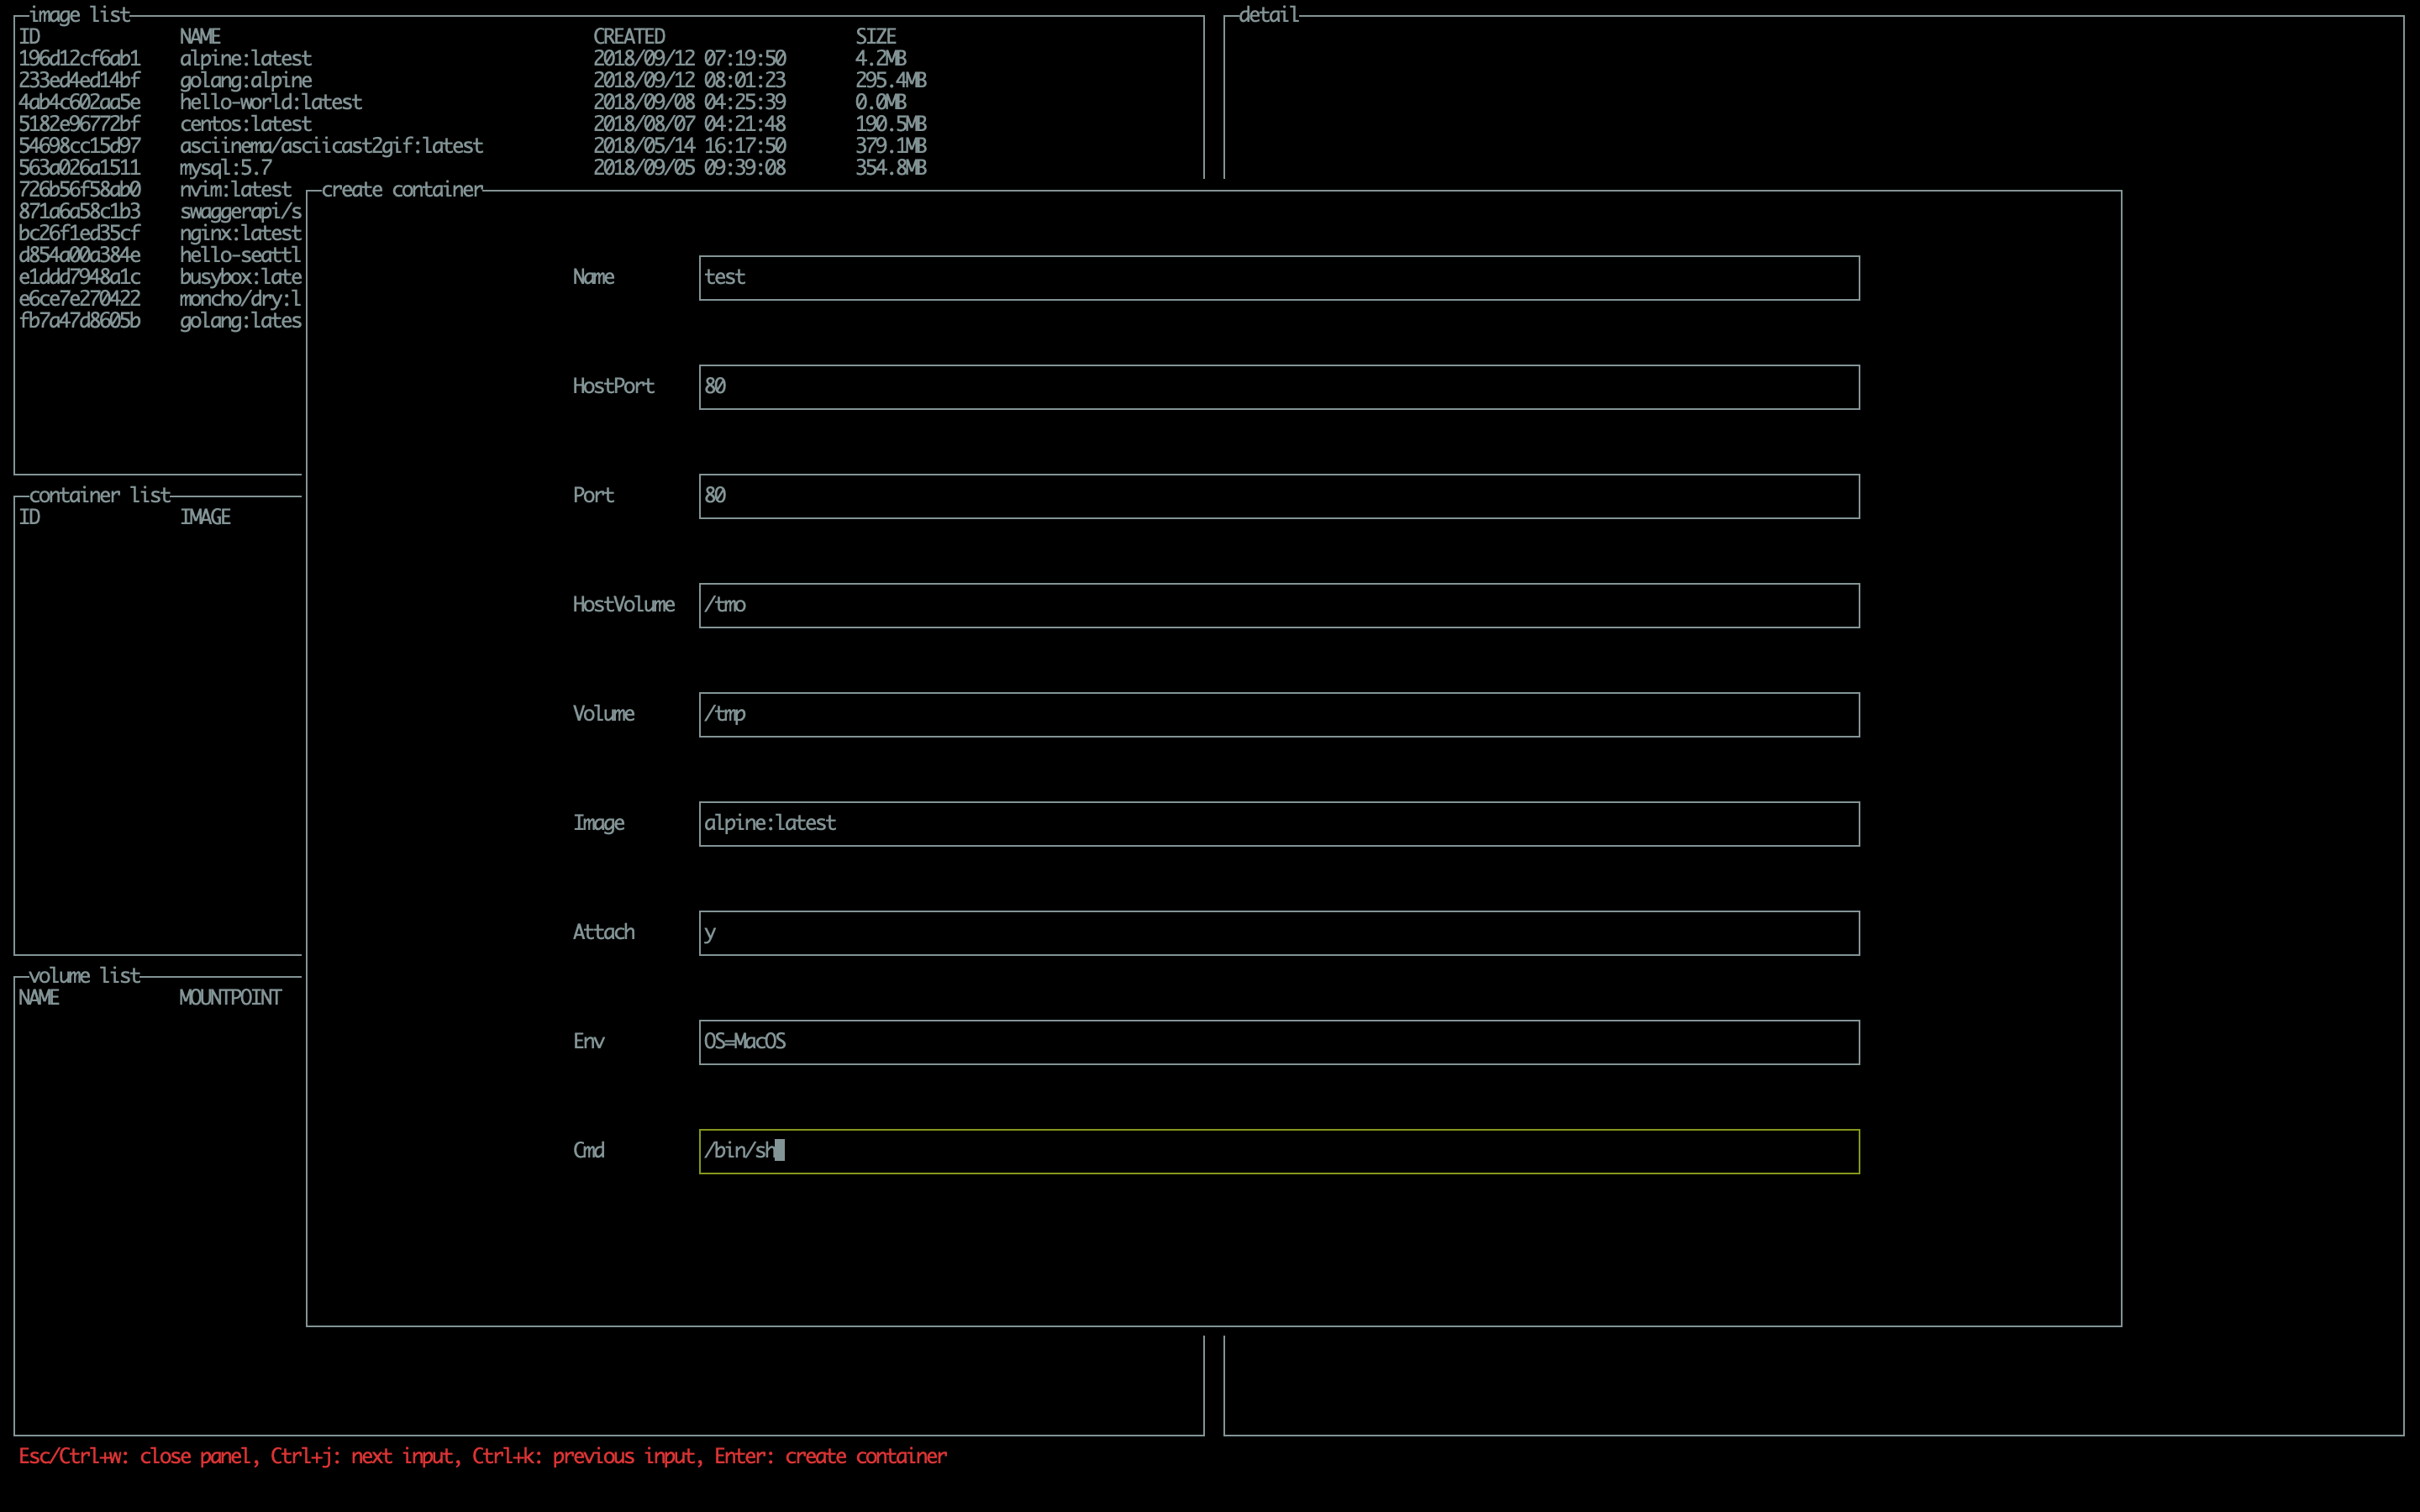 image list
ID NAME CREATED SIZE
196d12cf6ab1 alpine:latest 2018/09/12 07:19:50 4.2MB
233ed4ed14bf golang:alpine 2018/09/12 08:01:23 295.4MB
4ab4c602aa5e hello-world:latest 2018/09/08 04:25:39 0.0MB
5182e96772bf centos:latest 2018/08/07 04:21:48 190.5MB
54698cc15d97 asciinema/asciicast2gif:latest 2018/05/14 16:17:50 379.1MB
563a026a1511 mysql:5.7 2018/09/05 09:39:08 354.8MB
726b56f58ab0 nvim:latest
871a6a58c1b3 swaggerapi/s
bc26f1ed35cf nginx:latest
d854a00a384e hello-seattl
e1ddd7948a1c busybox:late
e6ce7e270422 moncho/dry:l
fb7a47d8605b golang:lates
container list
ID IMAGE
volume list
NAME MOUNTPOINT
detail
create container
Name test
HostPort 80
Port 80
HostVolume /tmo
Volume /tmp
Image alpine:latest
Attach y
Env OS=MacOS
Cmd /bin/sh
Esc/Ctrl+w: close panel, Ctrl+j: next input, Ctrl+k: previous input, Enter: create container